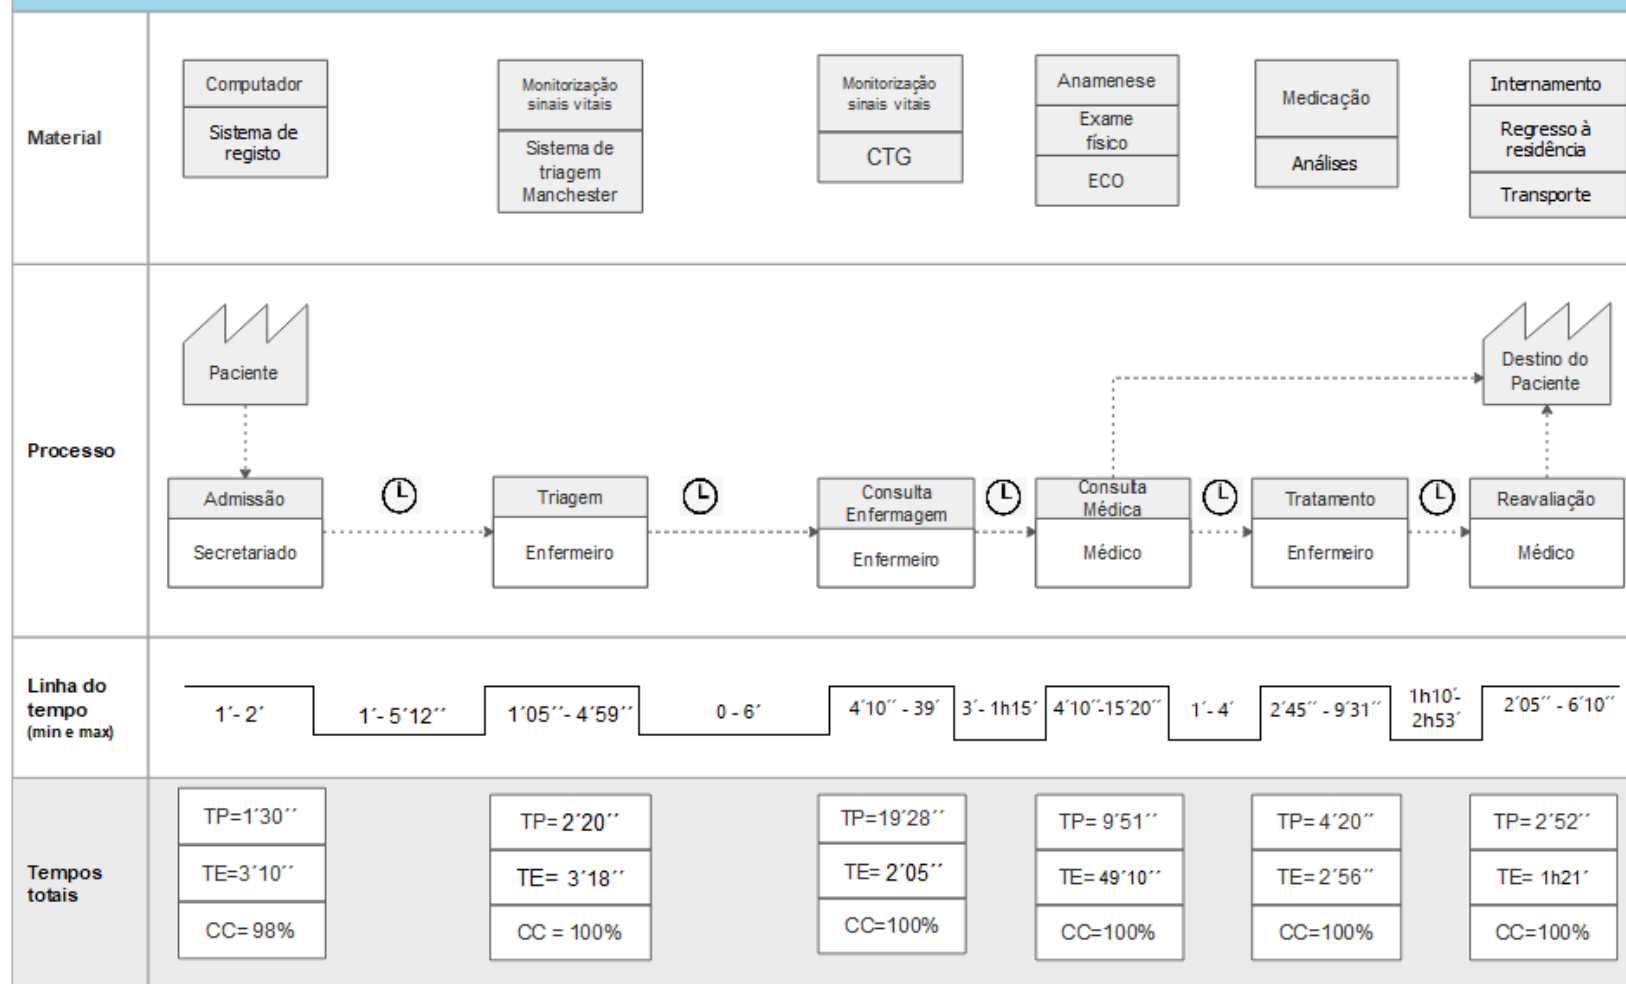 Material
Computador
Sistema de
registo
Monitorização
sinais vitais
Sistema de
triagem
Manchester
Monitorização
sinais vitais
CTG
Anamenese
Exame
físico
ECO
Medicação
Análises
Internamento
Regresso à
residência
Transporte
Processo
Paciente
Destino do
Paciente
Admissão
Secretariado
Triagem
Enfermeiro
Consulta
Enfermagem
Enfermeiro
Consulta
Médica
Médico
Tratamento
Enfermeiro
Reavaliação
Médico
Linha do
tempo
(min e max)
1´- 2´
1´- 5´12´´
1´05´´- 4´59´´
0 - 6´
4´10´´ - 39´
3´- 1h15´
4´10´´-15´20´´
1´- 4´
2´45´´ - 9´31´´
1h10´-
2h53´
2´05´´ - 6´10´´
Tempos
totais
TP=1´30´´
TE=3´10´´
CC= 98%
TP= 2´20´´
TE= 3´18´´
CC = 100%
TP=19´28´´
TE= 2´05´´
CC=100%
TP= 9´51´´
TE= 49´10´´
CC=100%
TP= 4´20´´
TE= 2´56´´
CC=100%
TP= 2´52´´
TE= 1h21´
CC=100%